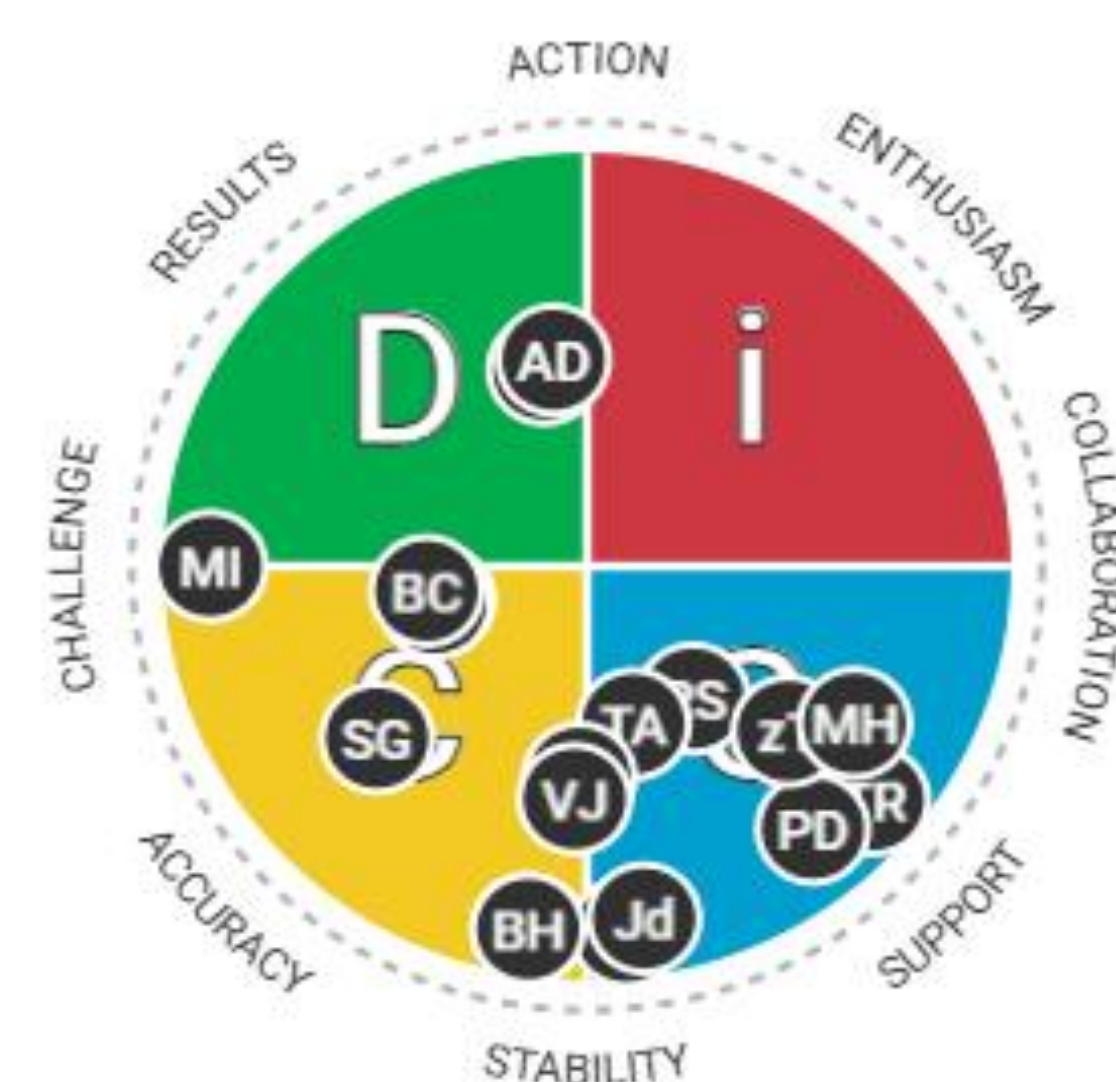 ACTION
ENTHUSIASM
RESULTS
D
AD
i
COLLABORATION
CHALLENGE
MI
BC
C
SG
TA
MH
VJ
PD
BH
Jd
ACCURACY
SUPPORT
STABILITY